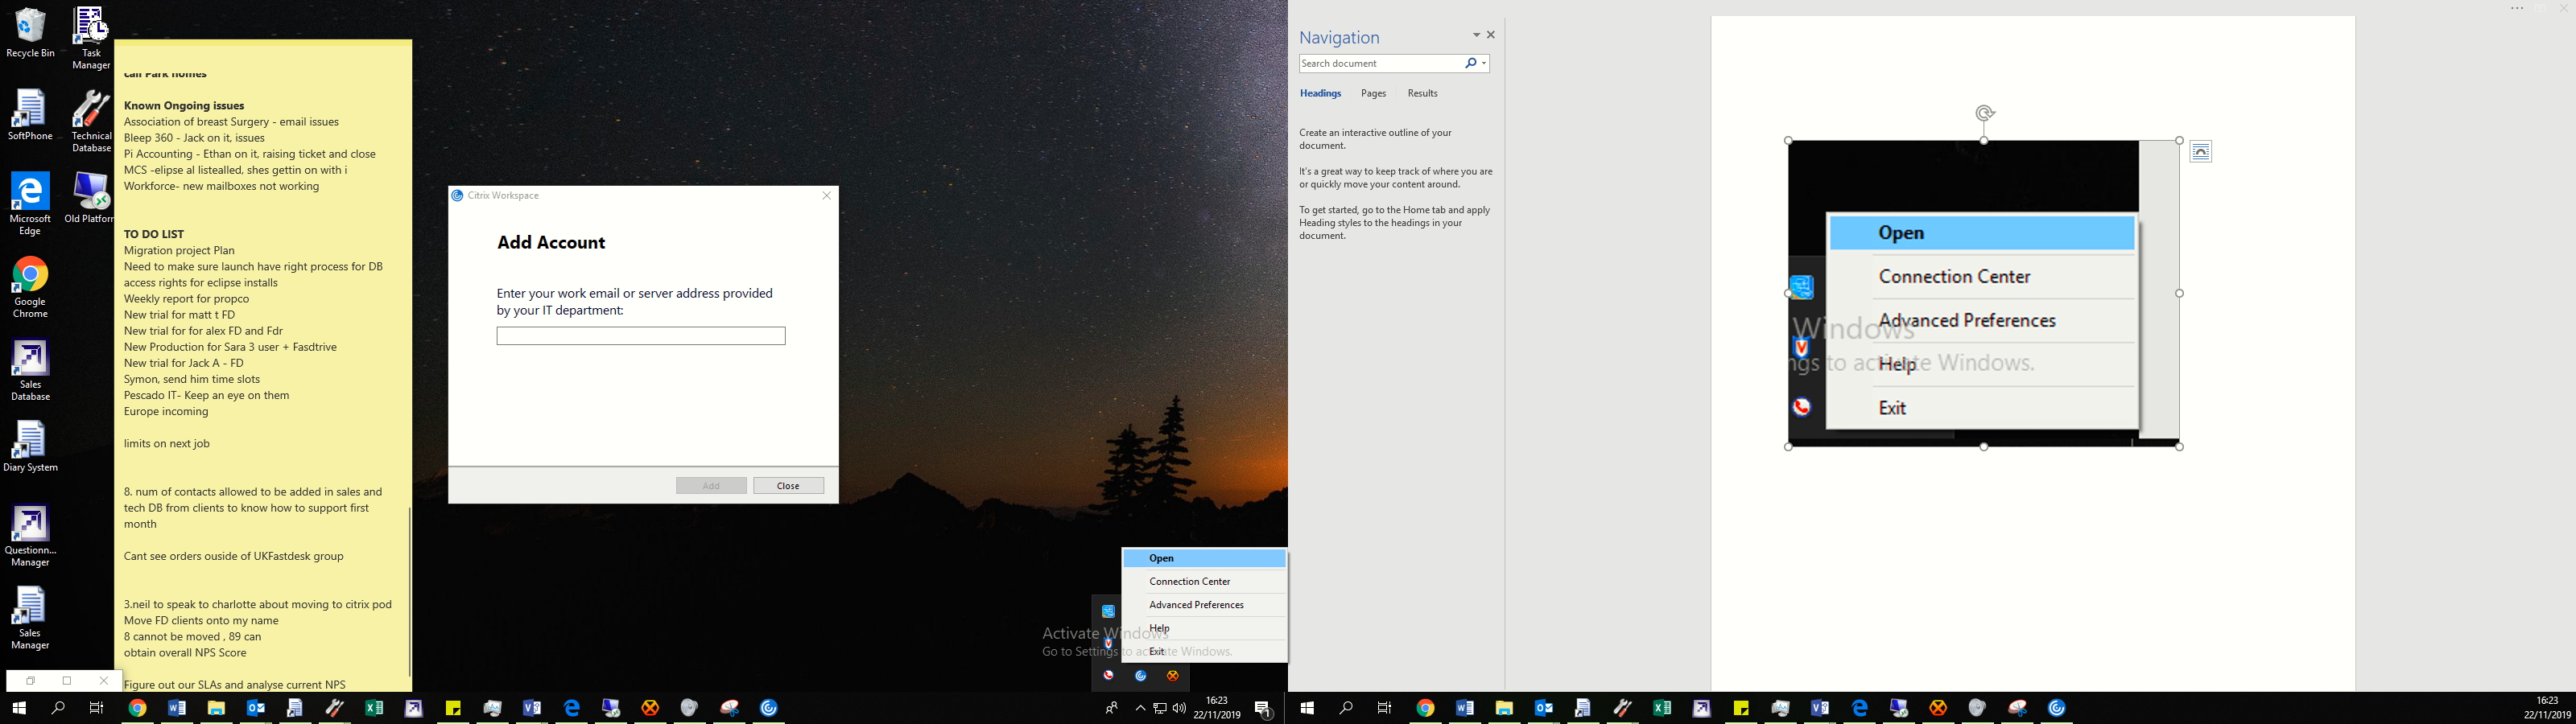 Recycle Bin
Task
Manager
SoftPhone
Technical
Database
Microsoft
Edge
Old Platform
Google
Chrome
Sales
Database
Diary System
Questionn...
Manager
Sales
Manager
call Park homes
Known Ongoing issues
Association of breast Surgery - email issues
Bleep 360 - Jack on it, issues
Pi Accounting - Ethan on it, raising ticket and close
MCS -elipse al listealled, shes gettin on with i
Workforce- new mailboxes not working
TO DO LIST
Migration project Plan
Need to make sure launch have right process for DB
access rights for eclipse installs
Weekly report for propco
New trial for matt t FD
New trial for for alex FD and Fdr
New Production for Sara 3 user + Fasdtrive
New trial for Jack A - FD
Symon, send him time slots
Pescado IT- Keep an eye on them
Europe incoming
limits on next job
8. num of contacts allowed to be added in sales and
tech DB from clients to know how to support first
month
Cant see orders ouside of UKFastdesk group
3.neil to speak to charlotte about moving to citrix pod
Move FD clients onto my name
8 cannot be moved , 89 can
obtain overall NPS Score
Figure out our SLAs and analyse current NPS
Citrix Workspace
Add Account
Enter your work email or server address provided
by your IT department:
Add
Close
Open
Connection Center
Advanced Preferences
Help
Exit
Activate Windows
Go to Settings to activate Windows.
16:23
22/11/2019
1
Navigation
Search document
Headings
Pages
Results
Create an interactive outline of your
document.
It's a great way to keep track of where you are
or quickly move your content around.
To get started, go to the Home tab and apply
Heading styles to the headings in your
document.
Open
Connection Center
Advanced Preferences
Windows
Help
ngs to activate Windows.
Exit
16:23
22/11/2019